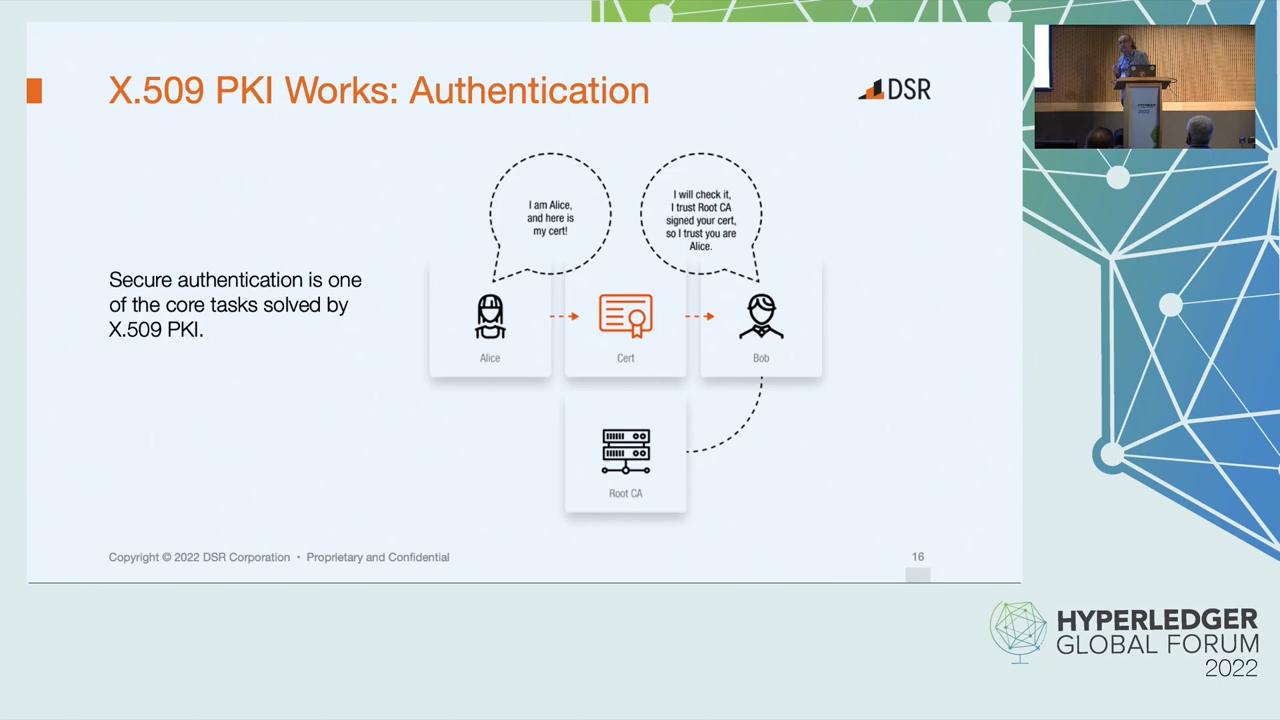 X.509 PKI Works: Authentication
DSR
I am Alice,
and here is
my cert!
I will check it,
I trust Root CA
signed your cert,
so I trust you are
Alice.
Secure authentication is one
of the core tasks solved by
X.509 PKI.
Alice
Cert
Bob
Root CA
Copyright © 2022 DSR Corporation • Proprietary and Confidential
16
HYPERLEDGER
GLOBAL FORUM
2022